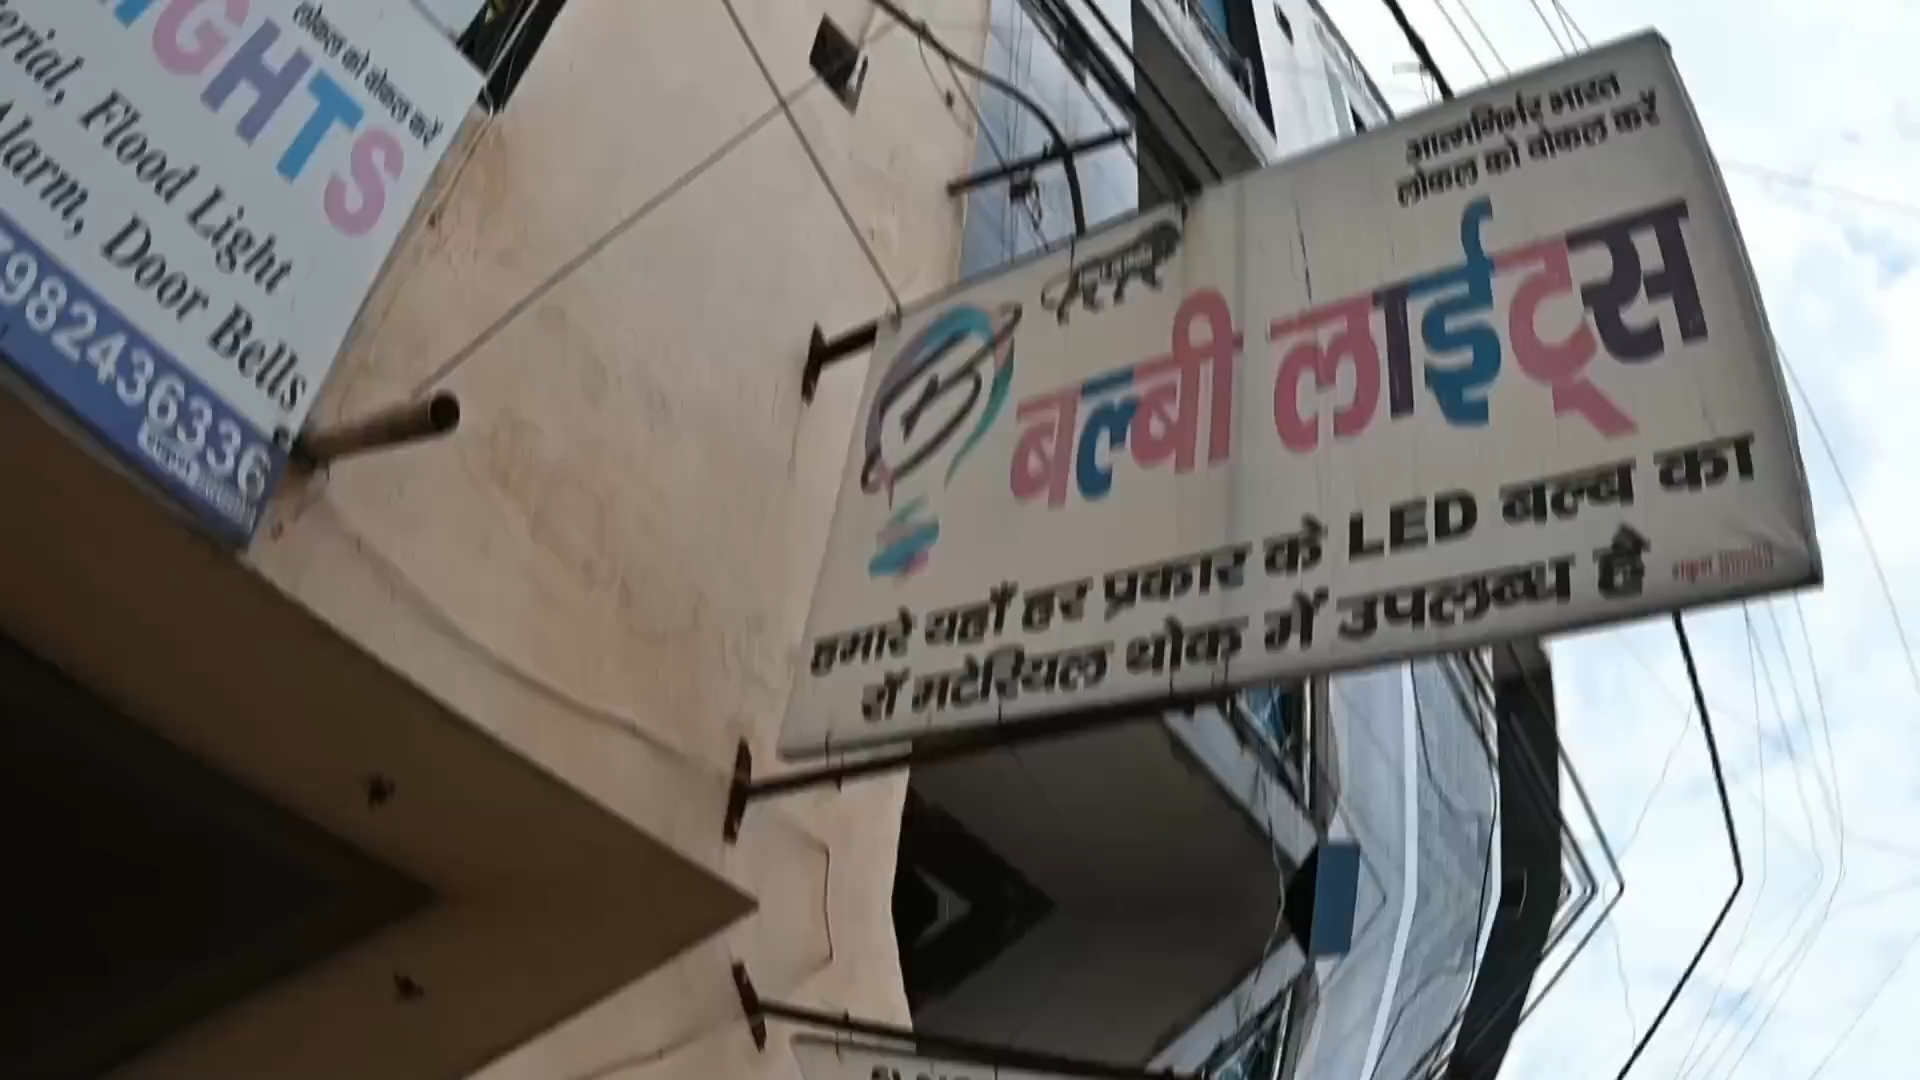 IGHTS
लोकल को वोकल करें
erial, Flood Light
Alarm, Door Bells
7982436336
आत्मनिर्भर भारत
लोकल को वोकल करें
बल्बी लाईट्स
हमारे यहाँ हर प्रकार के LED बल्ब का
रॉ मटेरियल थोक में उपलब्ध है